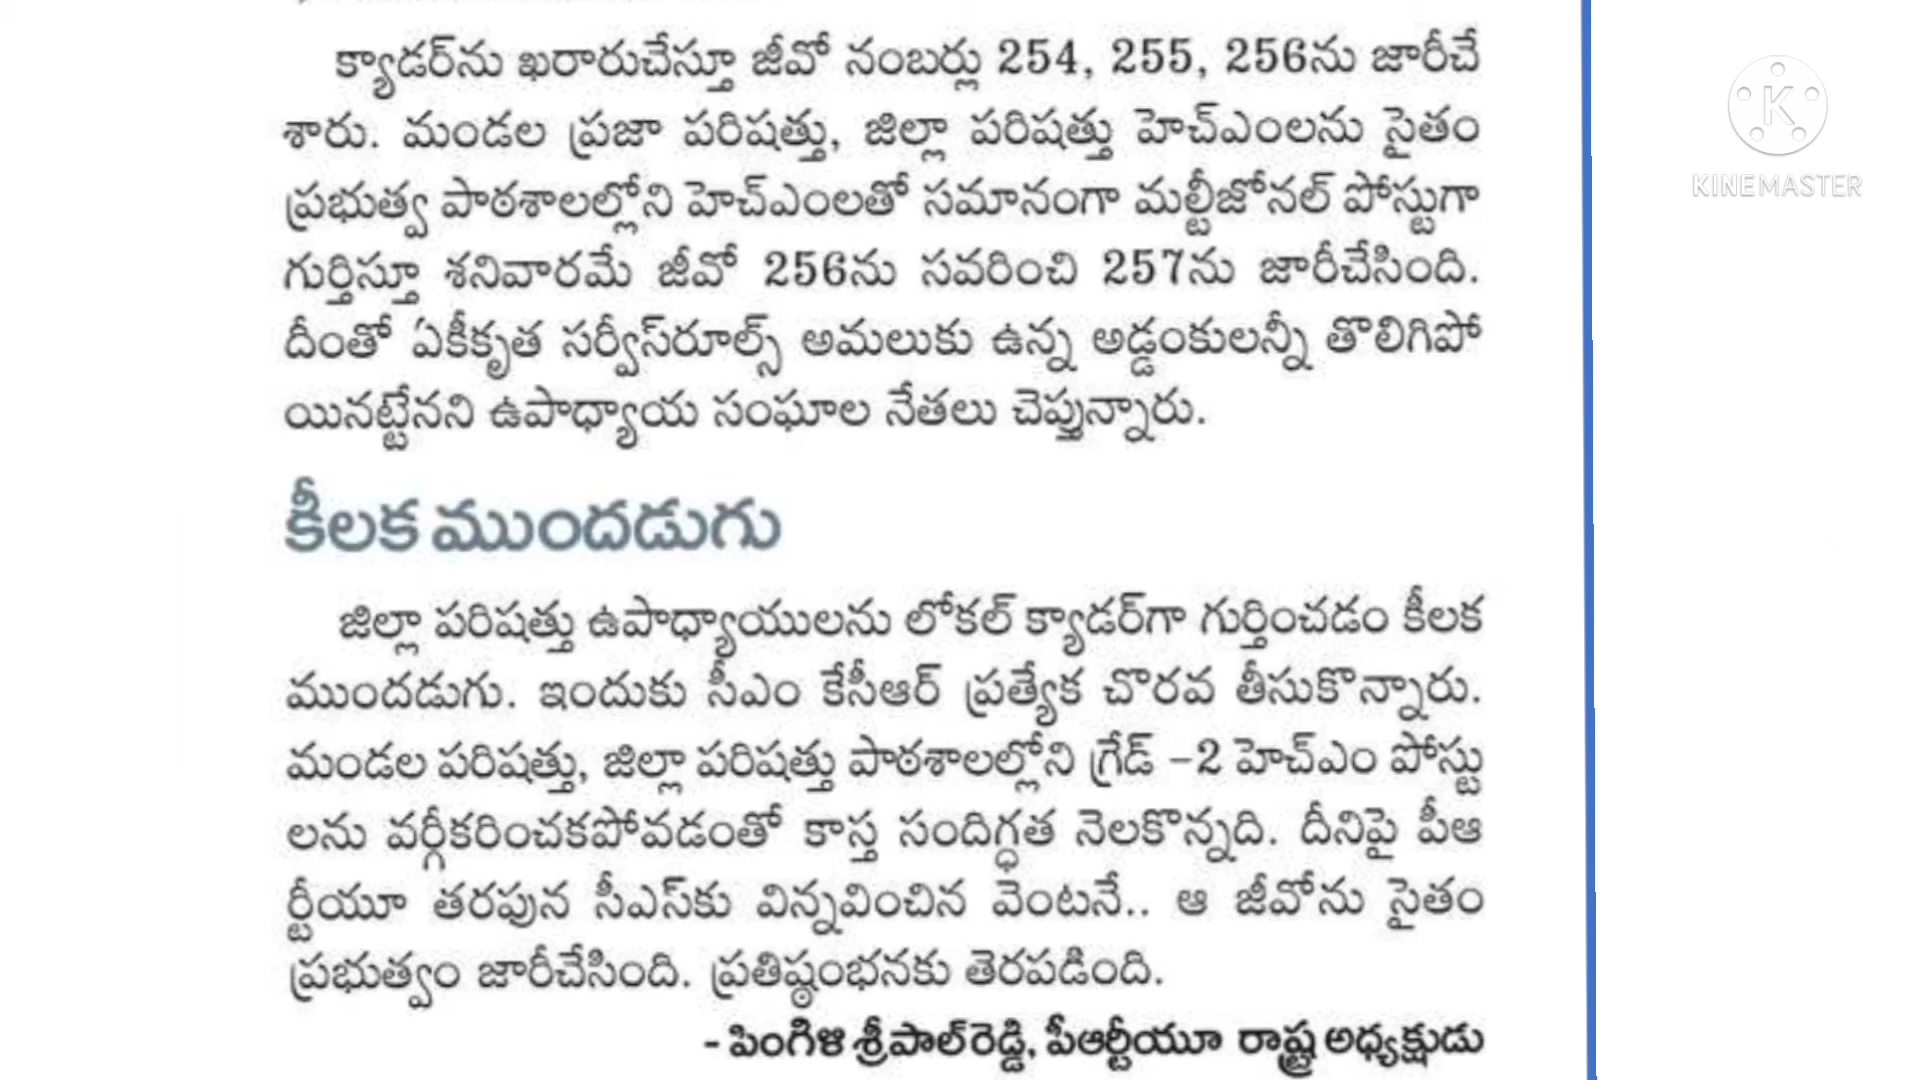 క్యాడర్‌ను ఖరారుచేస్తూ జీవో నంబర్లు 254, 255, 256ను జారీచే
శారు. మండల ప్రజా పరిషత్తు, జిల్లా పరిషత్తు హెచ్‌ఎంలను సైతం
ప్రభుత్వ పాఠశాలల్లోని హెచ్‌ఎంలతో సమానంగా మల్టీజోనల్ పోస్టుగా
గుర్తిస్తూ శనివారమే జీవో 256ను సవరించి 257ను జారీచేసింది.
దీంతో ఏకీకృత సర్వీస్‌రూల్స్ అమలుకు ఉన్న అడ్డంకులన్నీ తొలిగిపో
యినట్టేనని ఉపాధ్యాయ సంఘాల నేతలు చెప్తున్నారు.
కీలక ముందడుగు
జిల్లా పరిషత్తు ఉపాధ్యాయులను లోకల్ క్యాడర్‌గా గుర్తించడం కీలక
ముందడుగు. ఇందుకు సీఎం కేసీఆర్ ప్రత్యేక చొరవ తీసుకొన్నారు.
మండల పరిషత్తు, జిల్లా పరిషత్తు పాఠశాలల్లోని గ్రేడ్ –2 హెచ్‌ఎం పోస్టు
లను వర్గీకరించకపోవడంతో కాస్త సందిగ్ధత నెలకొన్నది. దీనిపై పీఆ
ర్టీయూ తరపున సీఎస్‌కు విన్నవించిన వెంటనే.. ఆ జీవోను సైతం
ప్రభుత్వం జారీచేసింది. ప్రతిష్ఠంభనకు తెరపడింది.
- పింగిళి శ్రీపాల్‌రెడ్డి, పీఆర్టీయూ రాష్ట్ర అధ్యక్షుడు
K
KINEMASTER